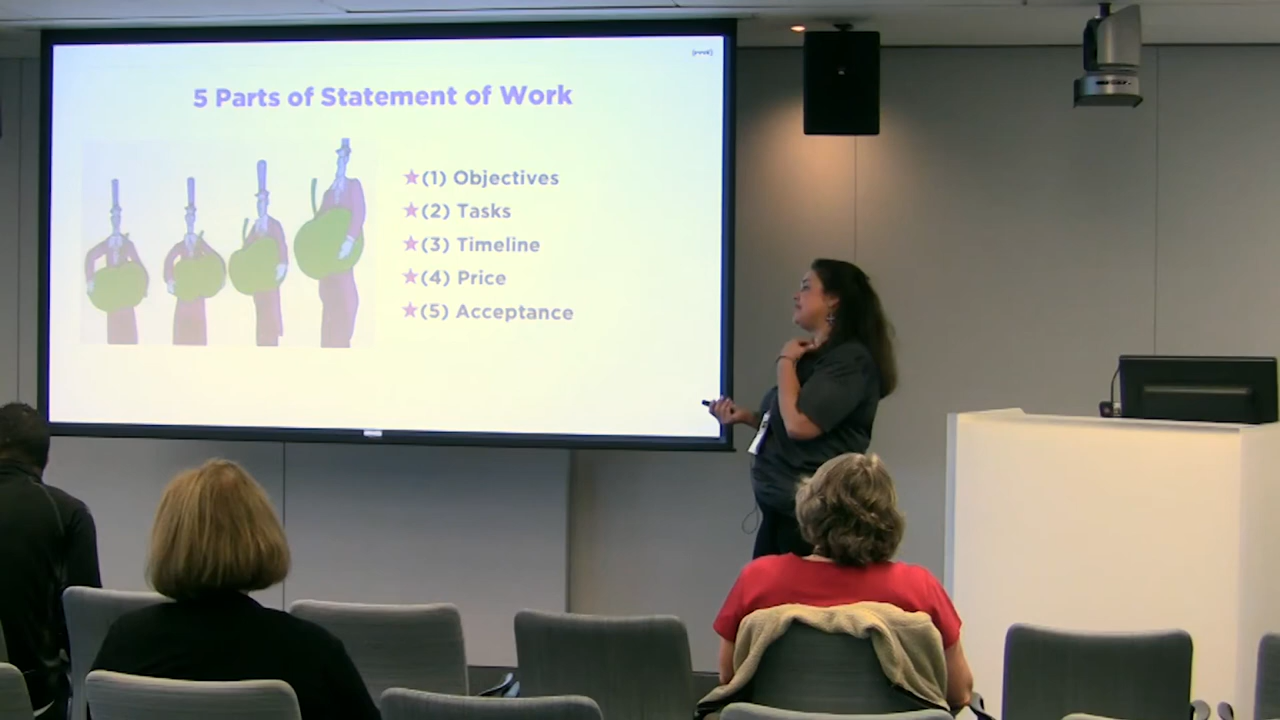 5 Parts of Statement of Work
★(1) Objectives
★(2) Tasks
★(3) Timeline
★(4) Price
★(5) Acceptance